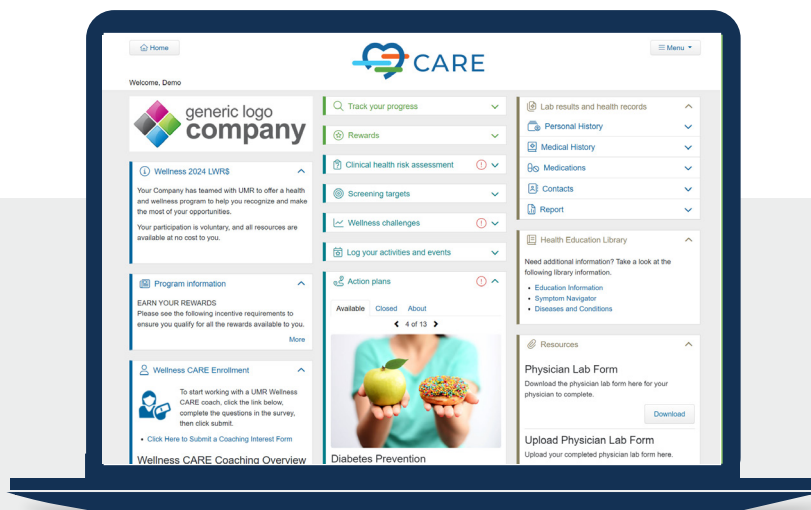 Home
CARE
Menu
Welcome, Demo
generic logo
company
Wellness 2024 LWR$
Your Company has teamed with UMR to offer a health
and wellness program to help you recognize and make
the most of your opportunities.
Your participation is voluntary, and all resources are
available at no cost to you.
Program information
EARN YOUR REWARDS
Please see the following incentive requirements to
ensure you qualify for all the rewards available to you.
More
Wellness CARE Enrollment
To start working with a UMR Wellness
CARE coach, click the link below,
complete the questions in the survey,
then click submit.
• Click Here to Submit a Coaching Interest Form
Wellness CARE Coaching Overview
Track your progress
Rewards
Clinical health risk assessment
Screening targets
Wellness challenges
Log your activities and events
Action plans
Available Closed About
4 of 13
Diabetes Prevention
Lab results and health records
Personal History
Medical History
Medications
Contacts
Report
Health Education Library
Need additional information? Take a look at the
following library information.
• Education Information
• Symptom Navigator
• Diseases and Conditions
Resources
Physician Lab Form
Download the physician lab form here for your
physician to complete.
Download
Upload Physician Lab Form
Upload your completed physician lab form here.